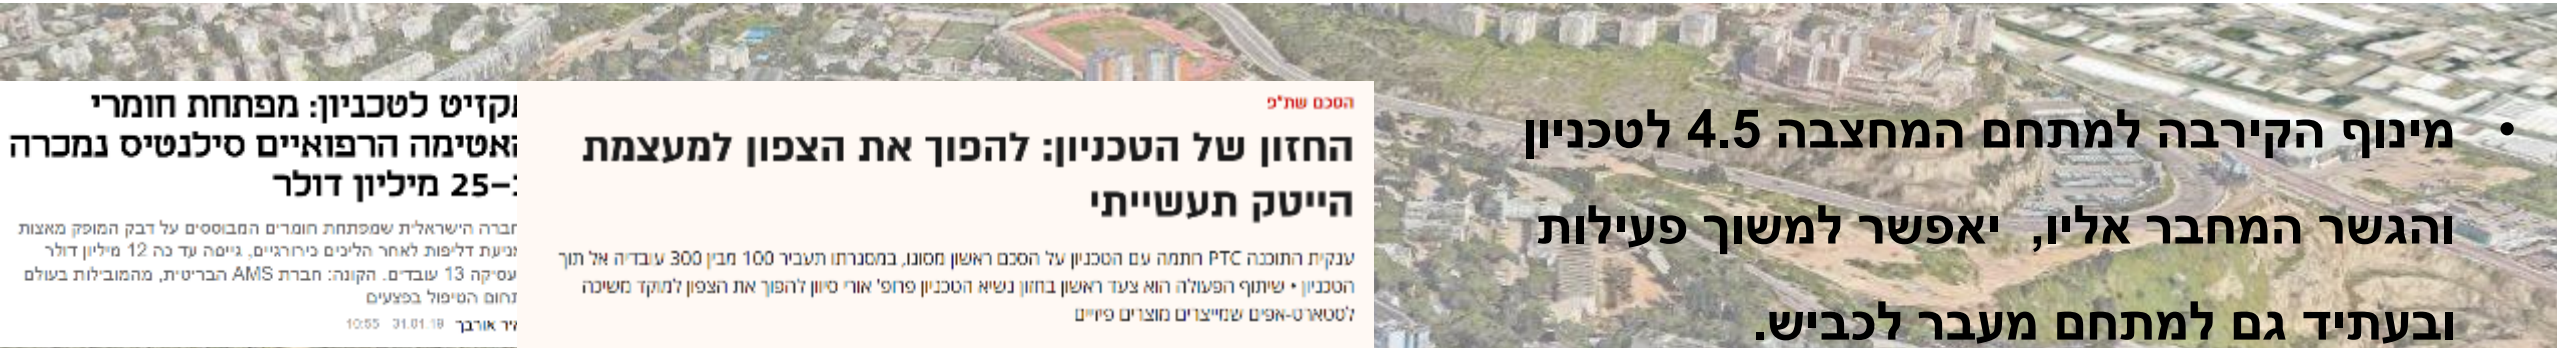 • מינוף הקירבה למתחם המחצבה 4.5 לטכניון
והגשר המחבר אליו, יאפשר למשוך פעילות
ובעתיד גם למתחם מעבר לכביש.
הסכם שת"פ
החזון של הטכניון: להפוך את הצפון למעצמת
הייטק תעשייתי
ענקית התוכנה PTC חתמה עם הטכניון על הסכם ראשון מסוגו, במסגרתו תעביר 100 מבין 300 עובדיה אל תוך
הטכניון • שיתוף הפעולה הוא צעד ראשון בחזון נשיא הטכניון פרופ' אורי סיוון להפוך את הצפון למוקד משיכה
לסטארט-אפים שמייצרים מוצרים פיזיים
לטכניון: מפתחת חומרי
האטימה הרפואיים סילנטיס נמכרה
ב–25 מיליון דולר
חברה הישראלית שמפתחת חומרים המבוססים על דבק המופק מאצות
מניעת דליפות לאחר הליכים כירורגיים, גייסה עד כה 12 מיליון דולר
מעסיקה 13 עובדים. הקונה: חברת AMS הבריטית, מהמובילות בעולם
תחום הטיפול בפצעים
אורבך 31.01.19 10:55